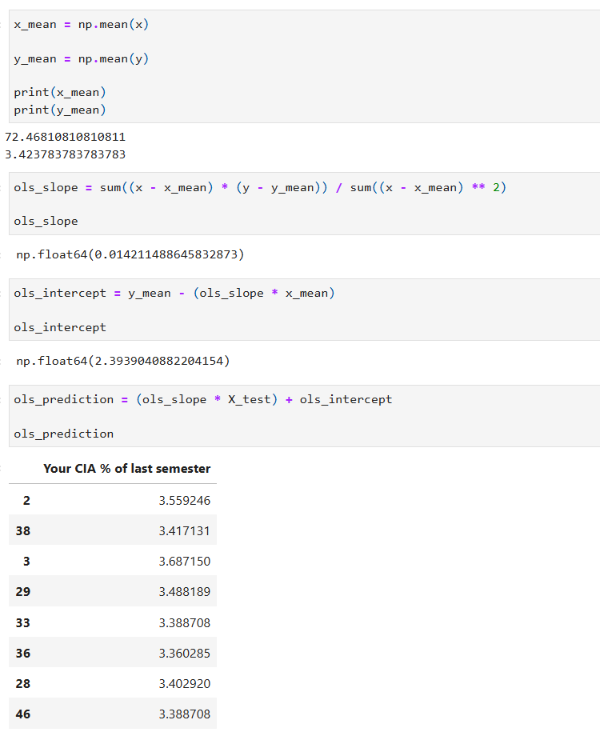 x_mean = np.mean(x)
y_mean = np.mean(y)
print(x_mean)
print(y_mean)
72.46810810810811
3.423783783783783
ols_slope = sum((x - x_mean) * (y - y_mean)) / sum((x - x_mean) ** 2)
ols_slope
np.float64(0.014211488645832873)
ols_intercept = y_mean - (ols_slope * x_mean)
ols_intercept
np.float64(2.3939040882204154)
ols_prediction = (ols_slope * X_test) + ols_intercept
ols_prediction
Your CIA % of last semester
2 3.559246
38 3.417131
3 3.687150
29 3.488189
33 3.388708
36 3.360285
28 3.402920
46 3.388708